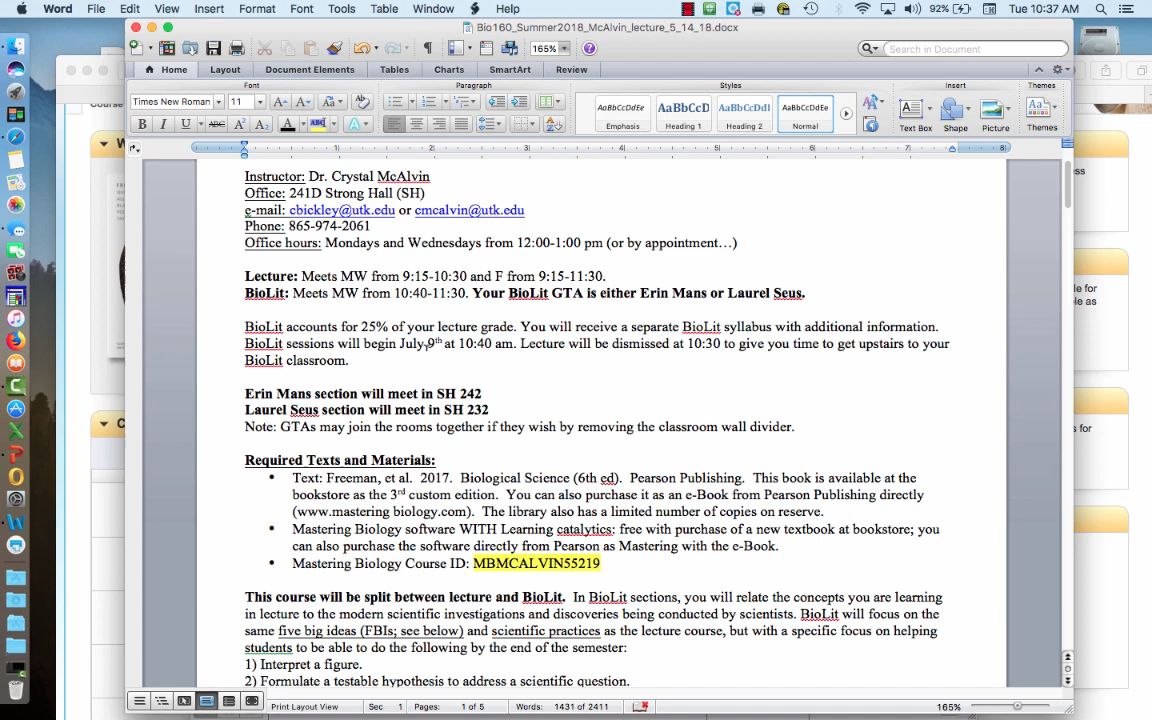 Word File Edit View Insert Format Font Tools Table Window Help 92% Tue 10:37 AM
Bio160_Summer2018_McAlvin_lecture_5_14_18.docx
165% Search in Document
Home Layout Document Elements Tables Charts SmartArt Review
Font Paragraph Styles Insert Themes
Times New Roman 11
AaBbCcDdEe AaBbCcD AaBbCcDdI AaBbCcDdEe
Emphasis Heading 1 Heading 2 Normal Text Box Shape Picture Themes
Instructor: Dr. Crystal McAlvin
Office: 241D Strong Hall (SH)
e-mail: cbickley@utk.edu or cmcalvin@utk.edu
Phone: 865-974-2061
Office hours: Mondays and Wednesdays from 12:00-1:00 pm (or by appointment…)
Lecture: Meets MW from 9:15-10:30 and F from 9:15-11:30.
BioLit: Meets MW from 10:40-11:30. Your BioLit GTA is either Erin Mans or Laurel Seus.
BioLit accounts for 25% of your lecture grade. You will receive a separate BioLit syllabus with additional information.
BioLit sessions will begin July 9th at 10:40 am. Lecture will be dismissed at 10:30 to give you time to get upstairs to your
BioLit classroom.
Erin Mans section will meet in SH 242
Laurel Seus section will meet in SH 232
Note: GTAs may join the rooms together if they wish by removing the classroom wall divider.
Required Texts and Materials:
• Text: Freeman, et al. 2017. Biological Science (6th ed). Pearson Publishing. This book is available at the
bookstore as the 3rd custom edition. You can also purchase it as an e-Book from Pearson Publishing directly
(www.mastering biology.com). The library also has a limited number of copies on reserve.
• Mastering Biology software WITH Learning catalytics: free with purchase of a new textbook at bookstore; you
can also purchase the software directly from Pearson as Mastering with the e-Book.
• Mastering Biology Course ID: MBMCALVIN55219
This course will be split between lecture and BioLit. In BioLit sections, you will relate the concepts you are learning
in lecture to the modern scientific investigations and discoveries being conducted by scientists. BioLit will focus on the
same five big ideas (FBIs; see below) and scientific practices as the lecture course, but with a specific focus on helping
students to be able to do the following by the end of the semester:
1) Interpret a figure.
2) Formulate a testable hypothesis to address a scientific question.
Print Layout View Sec 1 Pages: 1 of 5 Words: 1431 of 2411 165%